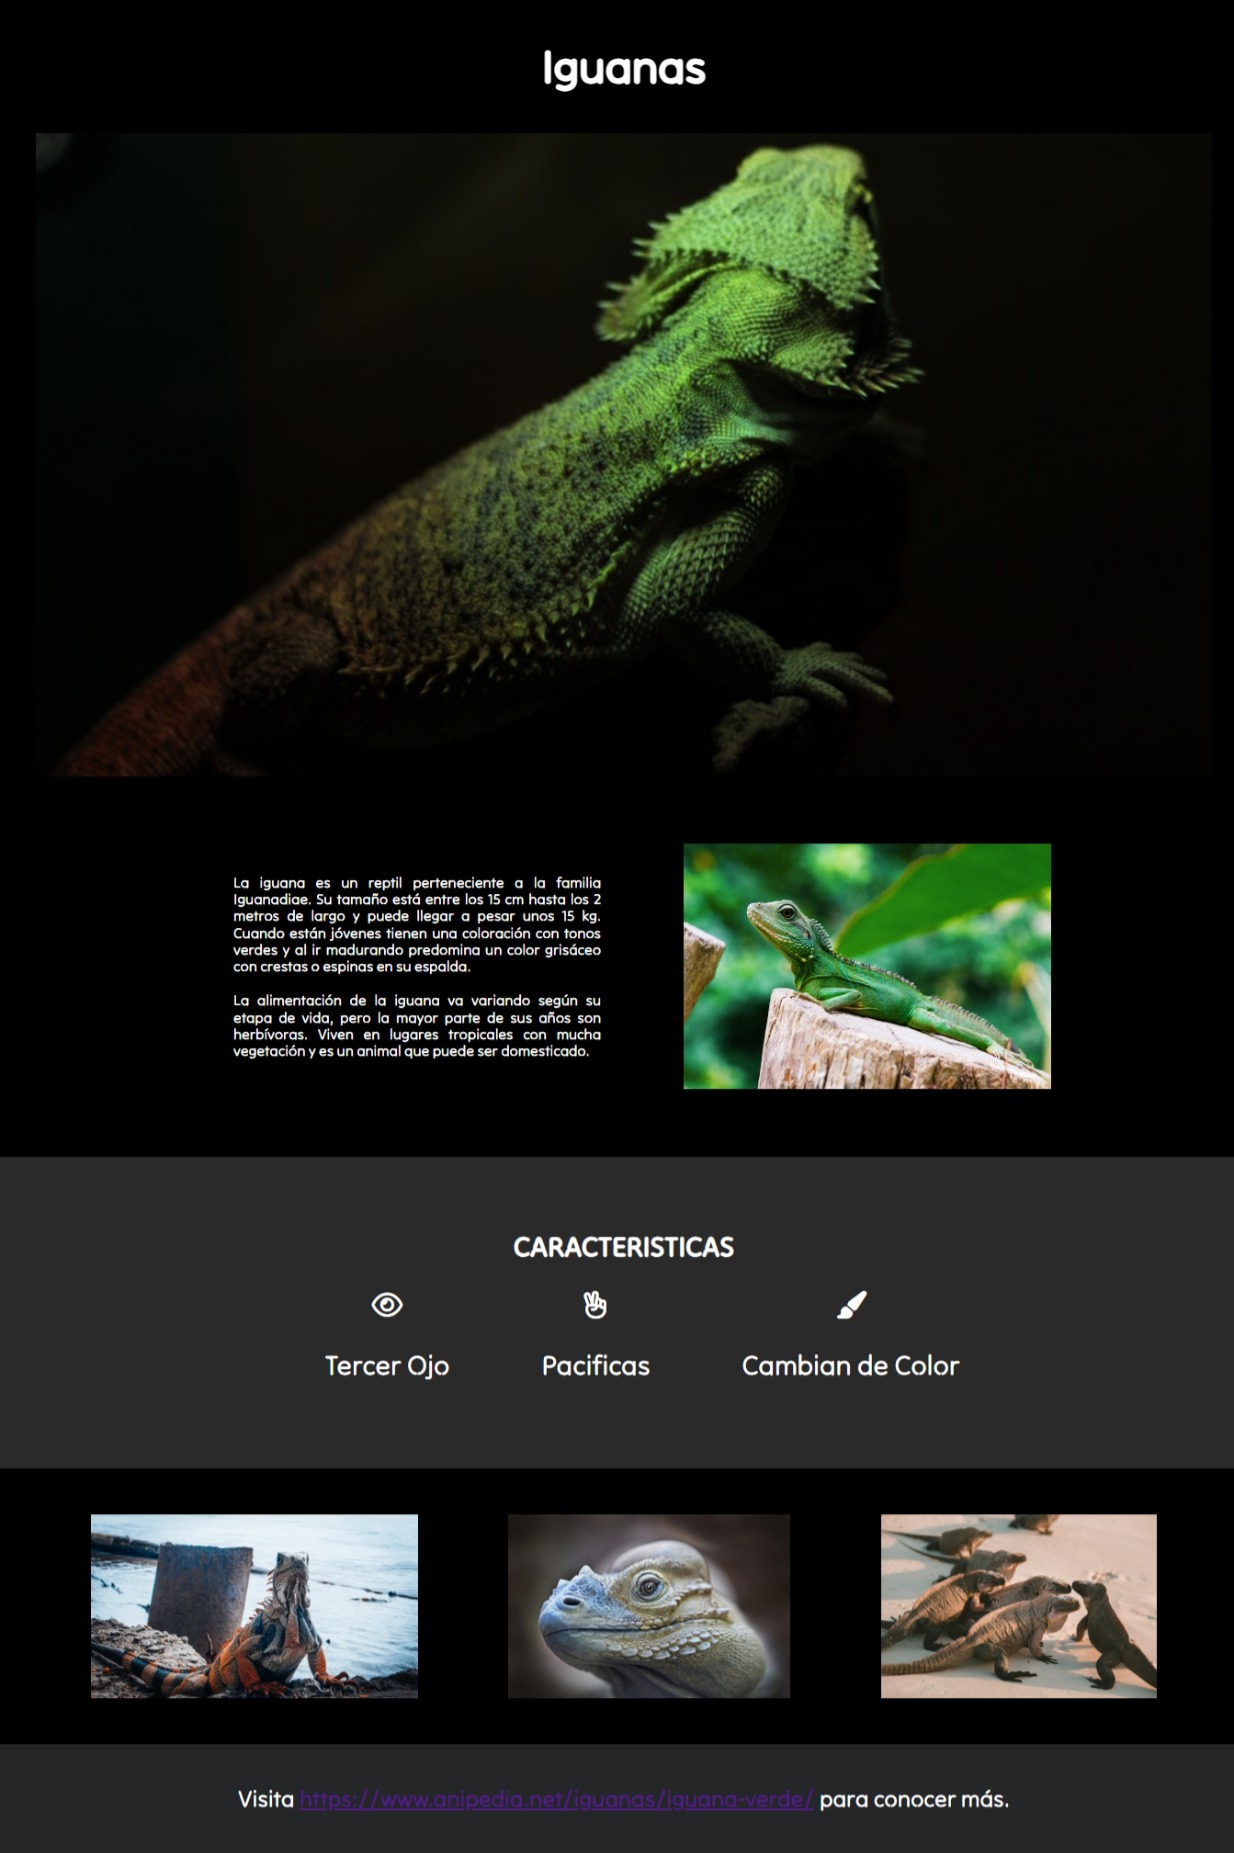 Iguanas
La iguana es un reptil perteneciente a la familia
Iguanadiae. Su tamaño está entre los 15 cm hasta los 2
metros de largo y puede llegar a pesar unos 15 kg.
Cuando están jóvenes tienen una coloración con tonos
verdes y al ir madurando predomina un color grisáceo
con crestas o espinas en su espalda.
La alimentación de la iguana va variando según su
etapa de vida, pero la mayor parte de sus años son
herbívoras. Viven en lugares tropicales con mucha
vegetación y es un animal que puede ser domesticado.
CARACTERISTICAS
Tercer Ojo
Pacificas
Cambian de Color
Visita https://www.anipedia.net/iguanas/iguana-verde/ para conocer más.